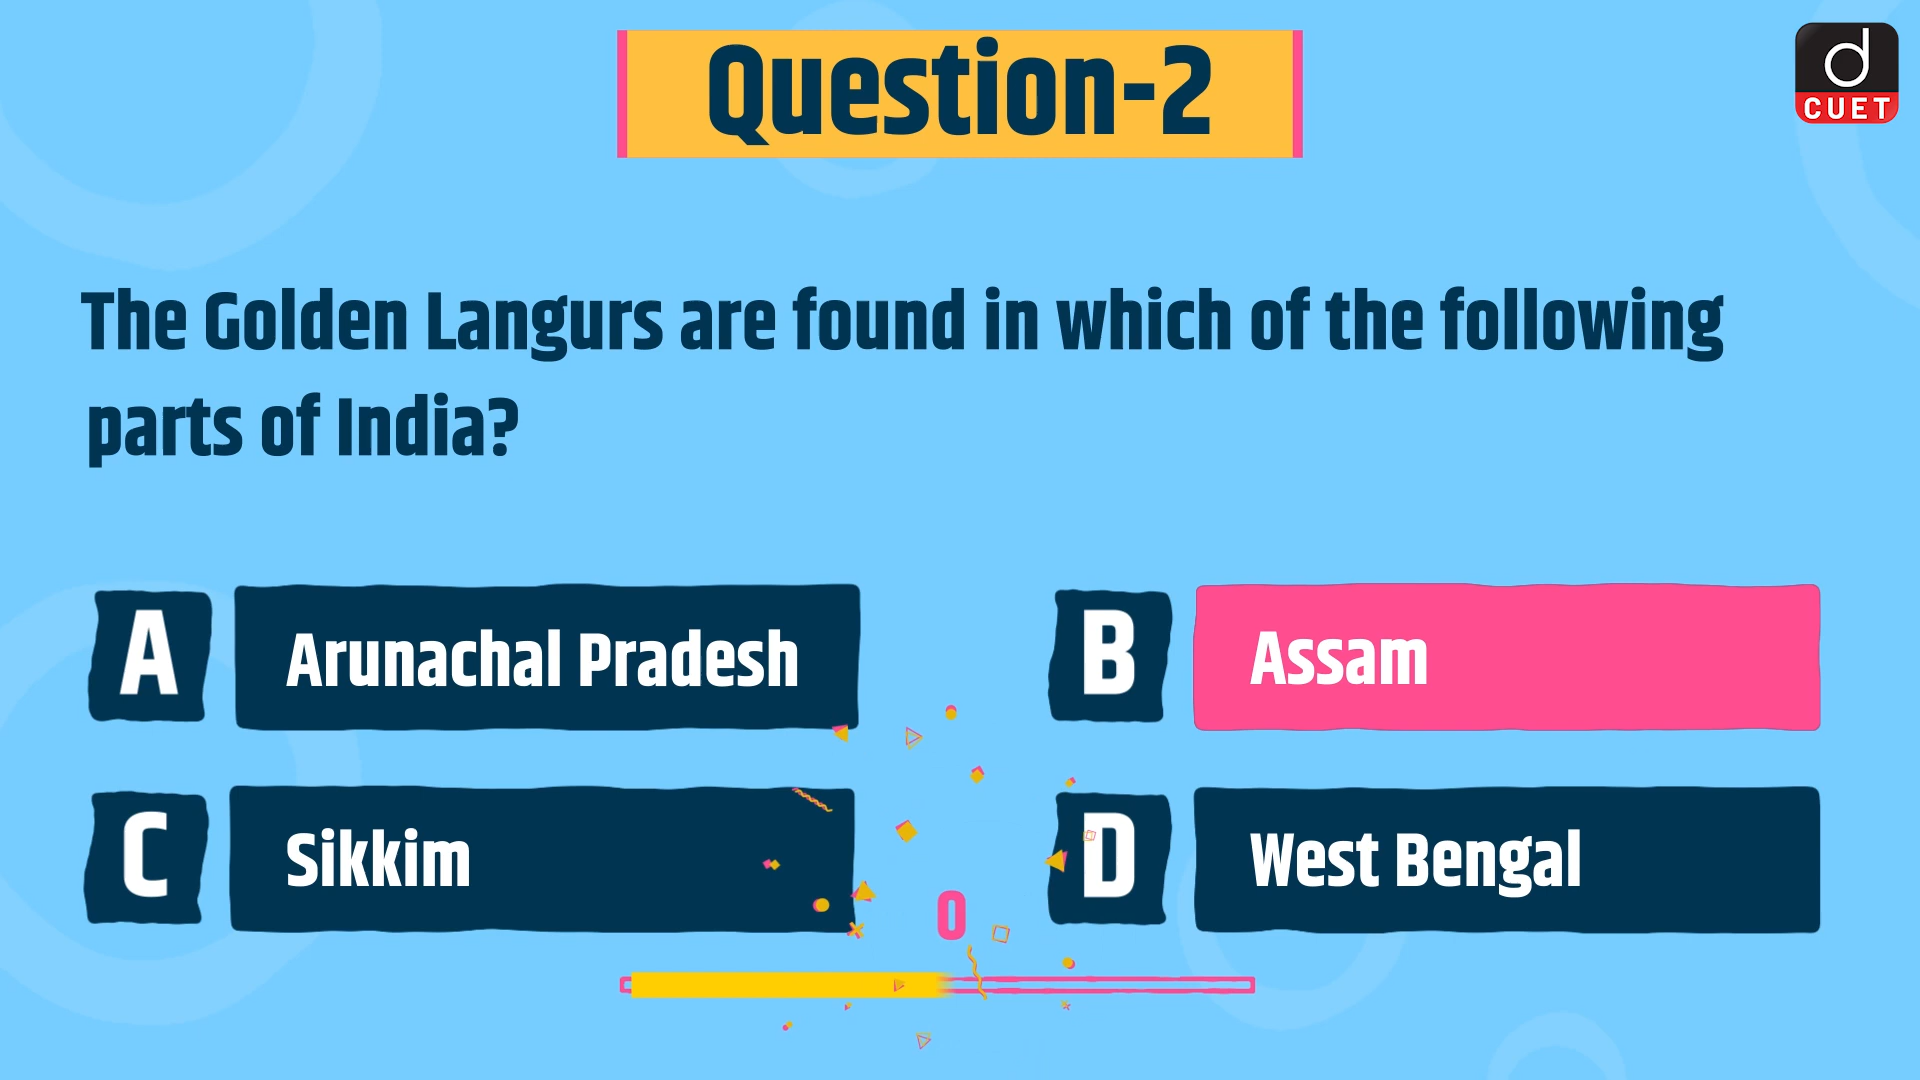 Question-2
d
CUET
The Golden Langurs are found in which of the following
parts of India?
A
Arunachal Pradesh
B
Assam
C
Sikkim
D
West Bengal
0